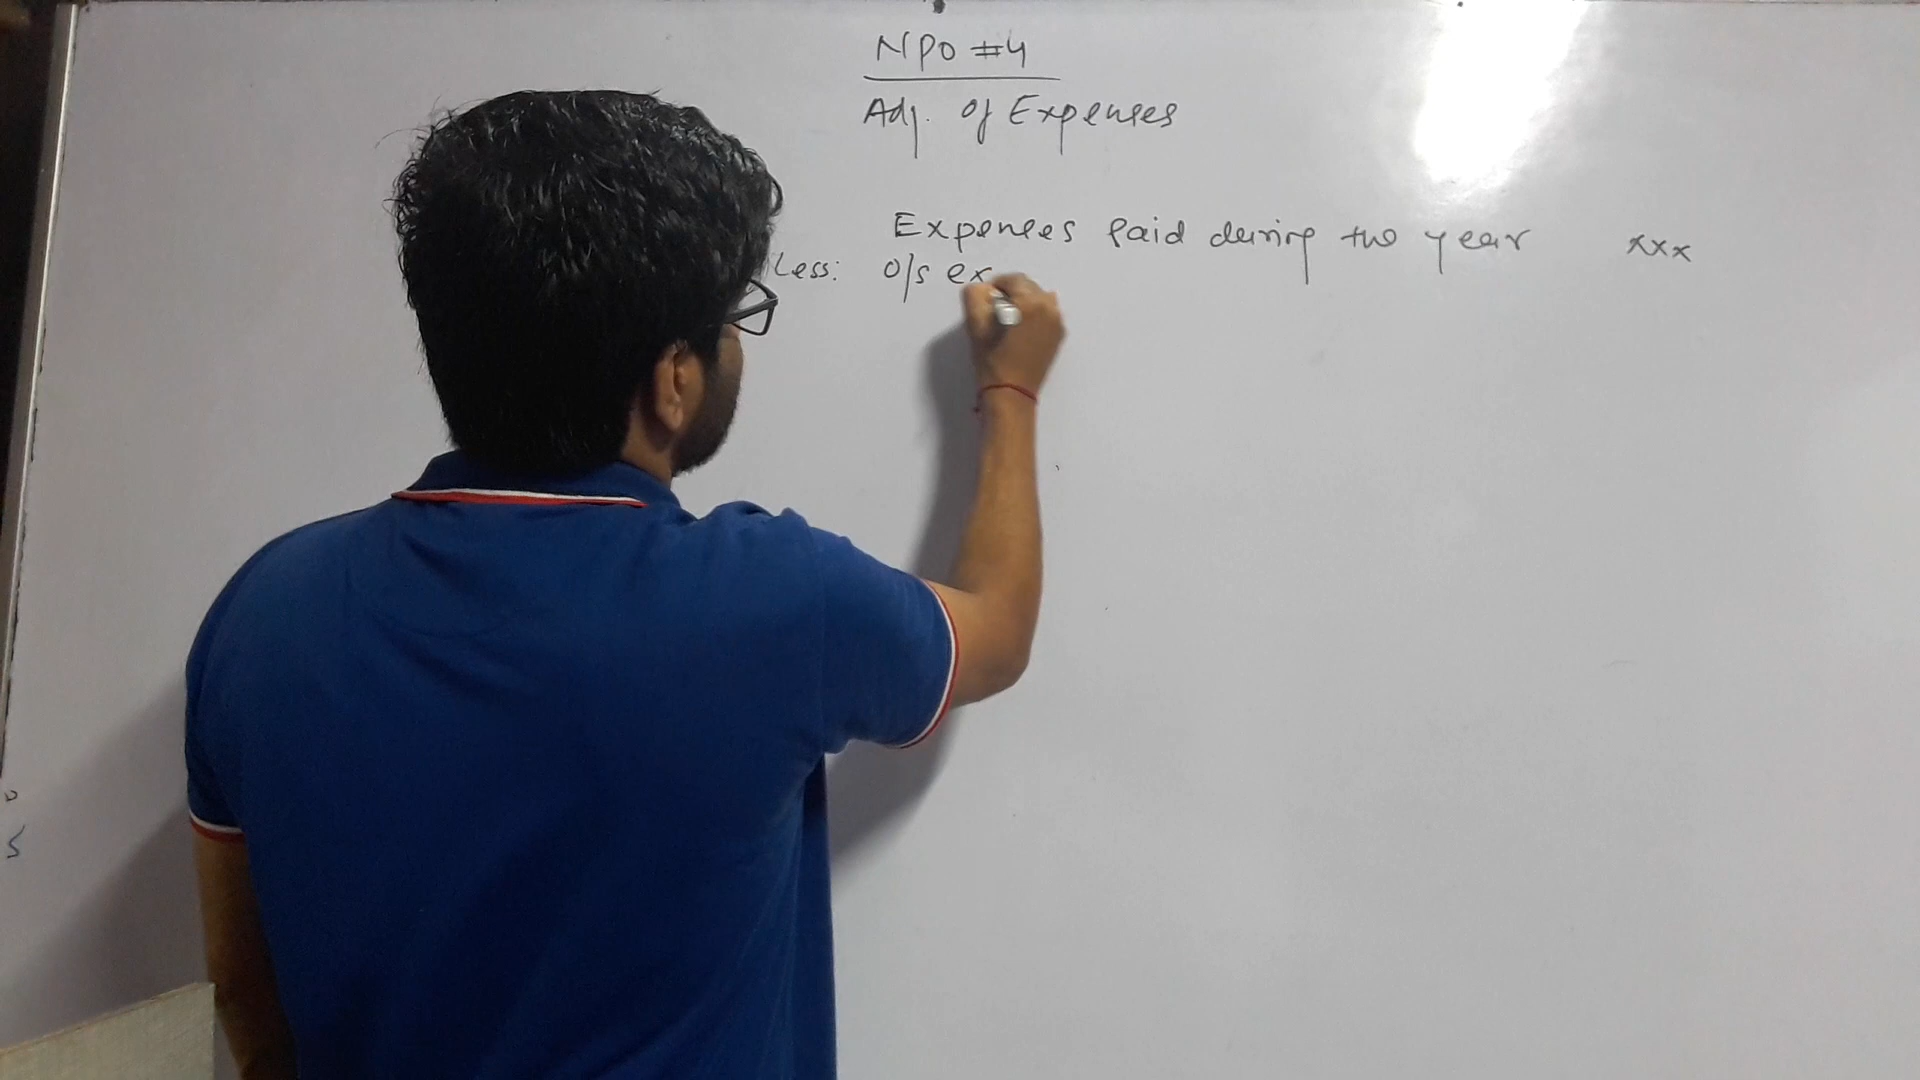 NPO #4
Adj. of Expenses
Expenses Paid during the year xxx
Less: O/s ex